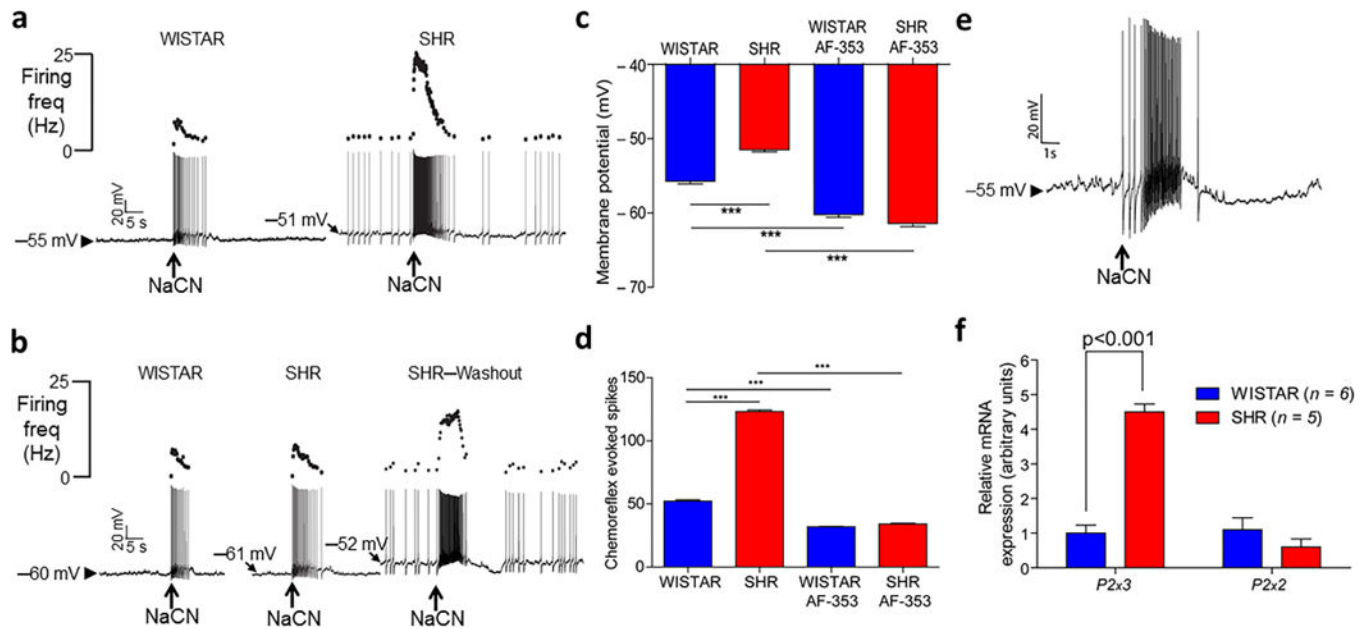 a
WISTAR
SHR
25
Firing
freq
(Hz)
0
20 mV
5 s
–55 mV
–51 mV
NaCN
NaCN
b
WISTAR
SHR
SHR–Washout
25
Firing
freq
(Hz)
0
20 mV
5 s
–60 mV
–61 mV
–52 mV
NaCN
NaCN
NaCN
c
WISTAR
SHR
WISTAR
AF-353
SHR
AF-353
Membrane potential (mV)
–40
–50
–60
–70
***
***
***
d
Chemoreflex evoked spikes
150
100
50
0
***
***
***
WISTAR
SHR
WISTAR
AF-353
SHR
AF-353
e
20 mV
1s
–55 mV
NaCN
f
p<0.001
Relative mRNA
expression (arbitrary units)
6
5
4
3
2
1
0
WISTAR (n = 6)
SHR (n = 5)
P2x3
P2x2